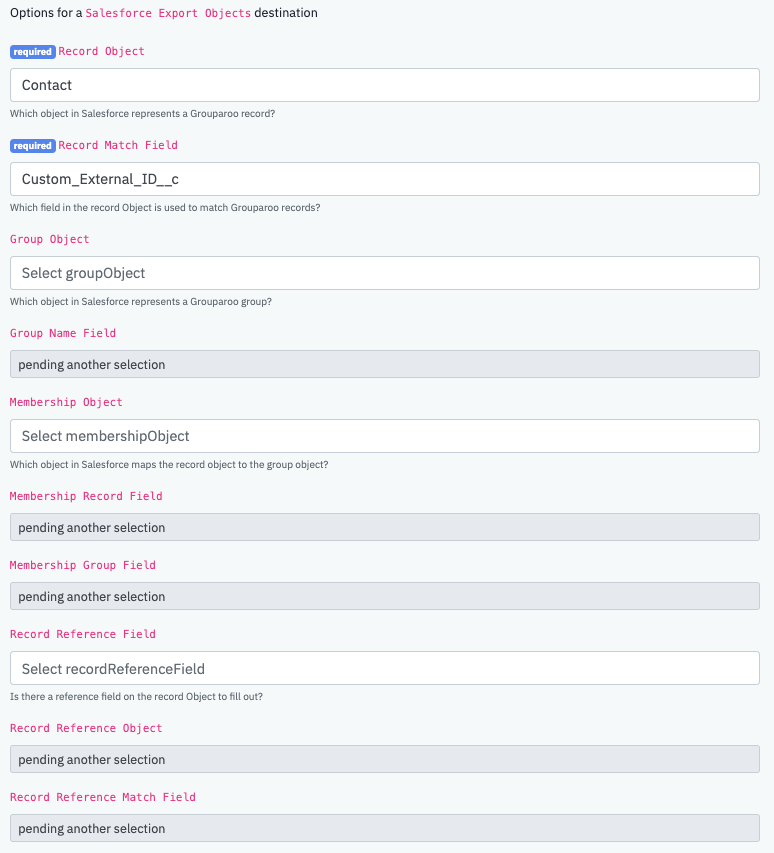 Options for a Salesforce Export Objects destination
required Record Object
Contact
Which object in Salesforce represents a Grouparoo record?
required Record Match Field
Custom_External_ID__c
Which field in the record Object is used to match Grouparoo records?
Group Object
Select groupObject
Which object in Salesforce represents a Grouparoo group?
Group Name Field
pending another selection
Membership Object
Select membershipObject
Which object in Salesforce maps the record object to the group object?
Membership Record Field
pending another selection
Membership Group Field
pending another selection
Record Reference Field
Select recordReferenceField
Is there a reference field on the record Object to fill out?
Record Reference Object
pending another selection
Record Reference Match Field
pending another selection